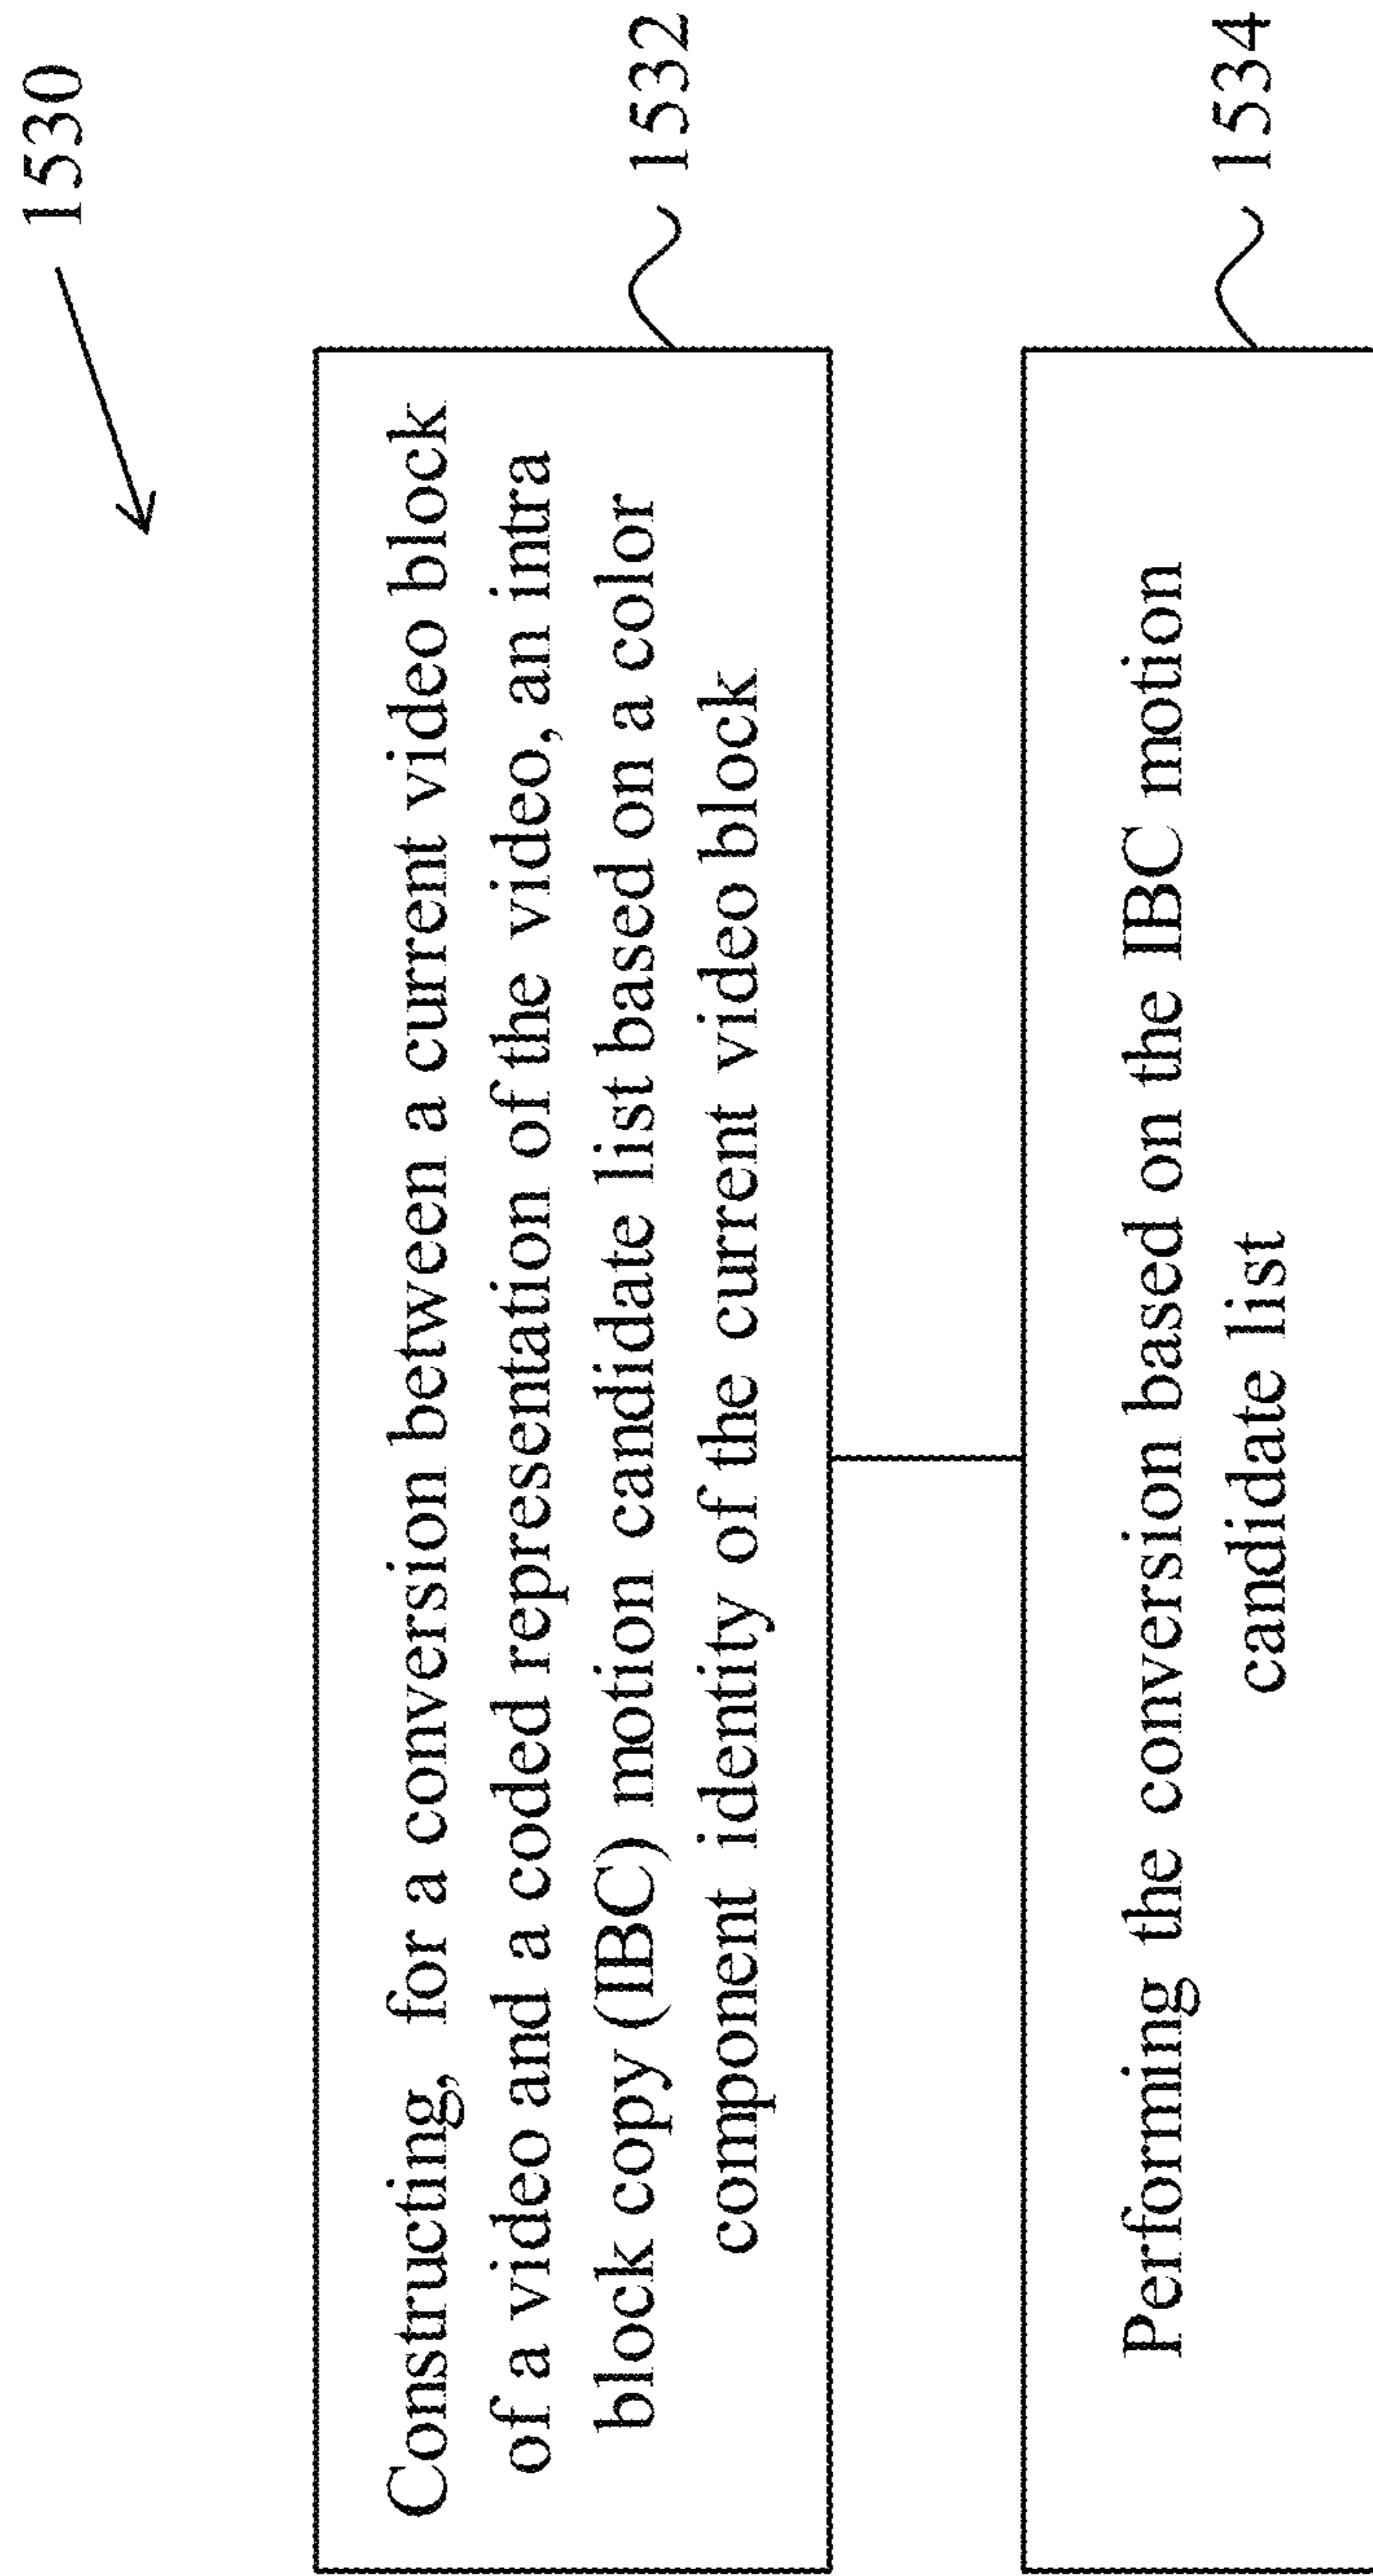 1530
Constructing, for a conversion between a current video block
of a video and a coded representation of the video, an intra
block copy (IBC) motion candidate list based on a color
component identity of the current video block
1532
Performing the conversion based on the IBC motion
candidate list
1534